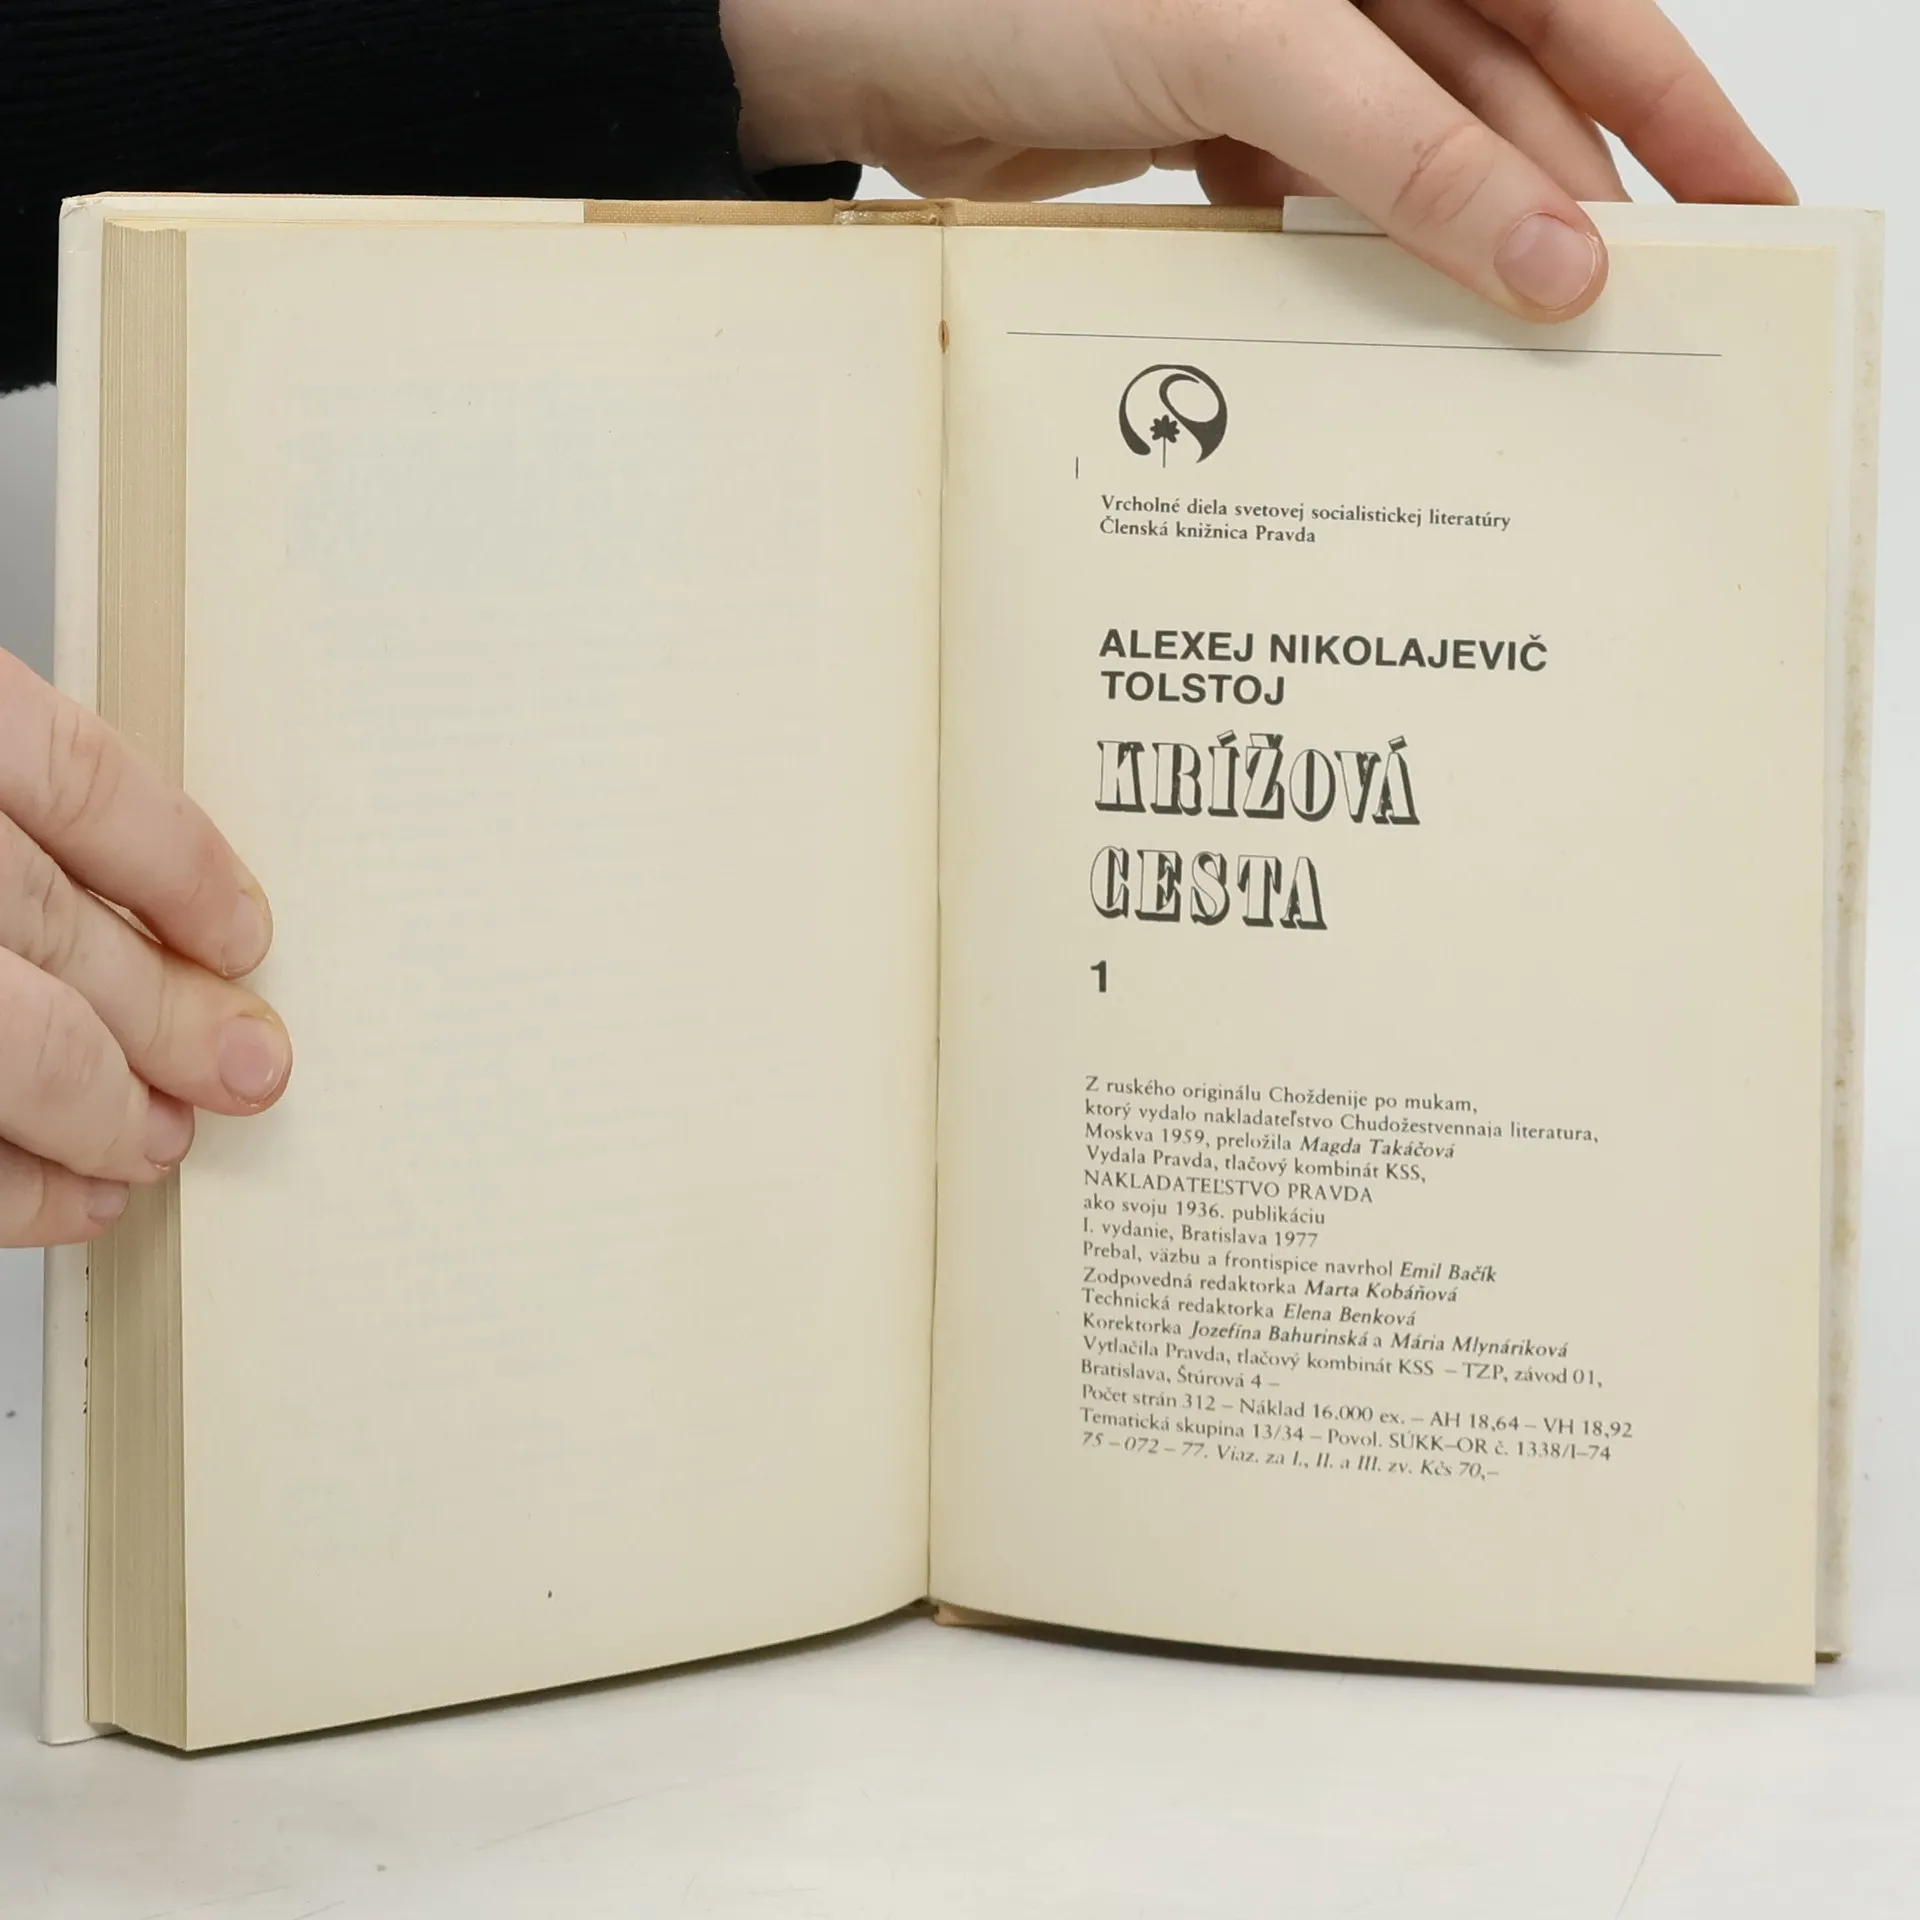 Vrcholné diela svetovej socialistickej literatúry
Členská knižnica Pravda
ALEXEJ NIKOLAJEVIČ
TOLSTOJ
KRÍŽOVÁ
CESTA
1
Z ruského originálu Choždenije po mukam,
ktorý vydalo nakladateľstvo Chudožestvennaja literatura,
Moskva 1959, preložila Magda Takáčová
Vydala Pravda, tlačový kombinát KSS,
NAKLADATEĽSTVO PRAVDA
ako svoju 1936. publikáciu
I. vydanie, Bratislava 1977
Prebal, väzbu a frontispice navrhol Emil Bačík
Zodpovedná redaktorka Marta Kobáňová
Technická redaktorka Elena Benková
Korektorka Jozefína Bahurinská a Mária Mlynáriková
Vytlačila Pravda, tlačový kombinát KSS – TZP, závod 01,
Bratislava, Štúrová 4 –
Počet strán 312 – Náklad 16.000 ex. – AH 18,64 – VH 18,92
Tematická skupina 13/34 – Povol. SÚKK–OR č. 1338/I–74
75 – 072 – 77. Viaz. za I., II. a III. zv. Kčs 70,–